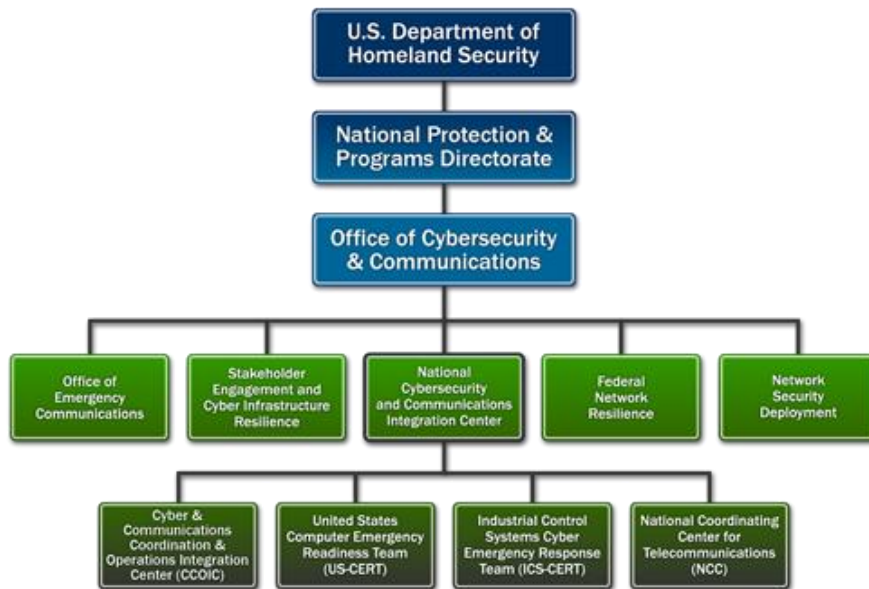 U.S. Department of
Homeland Security
National Protection &
Programs Directorate
Office of Cybersecurity
& Communications
Office of
Emergency
Communications
Stakeholder
Engagement and
Cyber Infrastructure
Resilience
National
Cybersecurity
and Communications
Integration Center
Federal
Network
Resilience
Network
Security
Deployment
Cyber &
Communications
Coordination &
Operations Integration
Center (CCOIC)
United States
Computer Emergency
Readiness Team
(US-CERT)
Industrial Control
Systems Cyber
Emergency Response
Team (ICS-CERT)
National Coordinating
Center for
Telecommunications
(NCC)